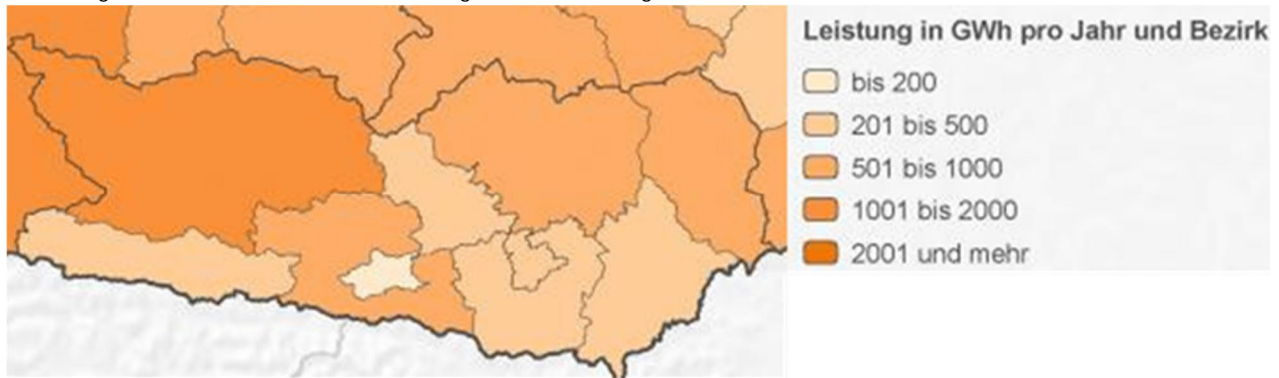 Leistung in GWh pro Jahr und Bezirk
bis 200
201 bis 500
501 bis 1000
1001 bis 2000
2001 und mehr